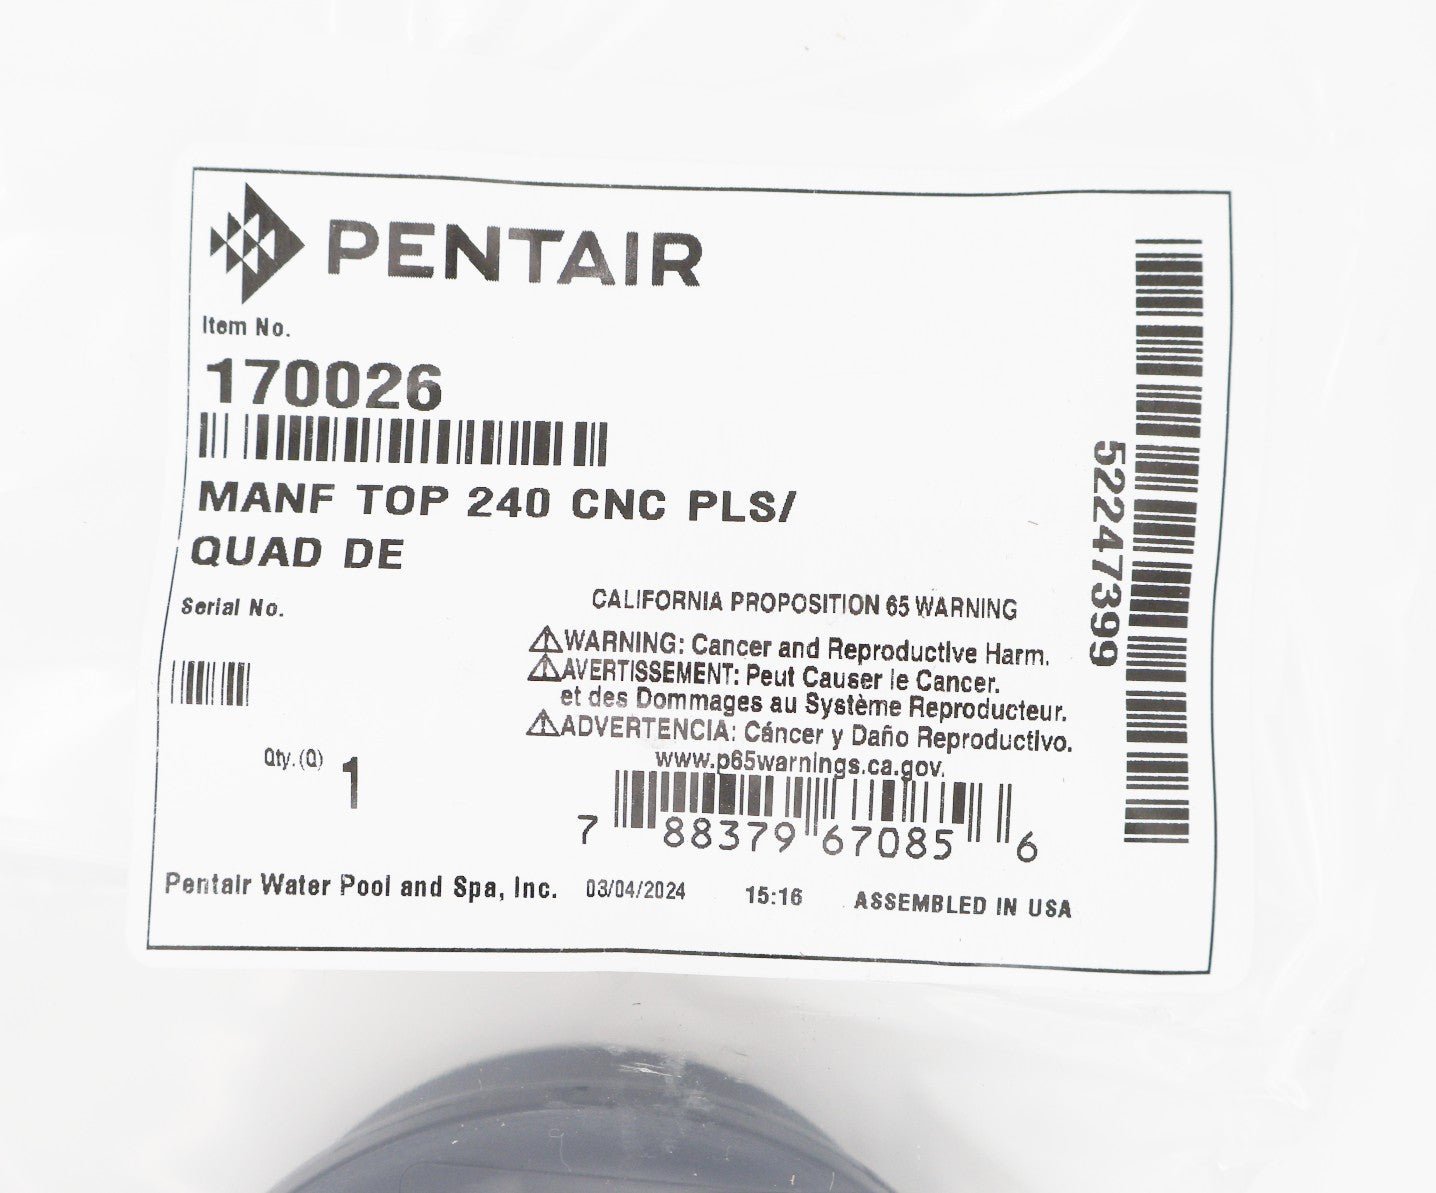 PENTAIR
Item No.
170026
MANF TOP 240 CNC PLS/
QUAD DE
Serial No.
CALIFORNIA PROPOSITION 65 WARNING
⚠WARNING: Cancer and Reproductive Harm.
⚠AVERTISSEMENT: Peut Causer le Cancer.
et des Dommages au Système Reproducteur.
⚠ADVERTENCIA: Cáncer y Daño Reproductivo.
www.p65warnings.ca.gov.
Qty.(Q) 1
7 88379 67085 6
Pentair Water Pool and Spa, Inc. 03/04/2024 15:16 ASSEMBLED IN USA
52247399